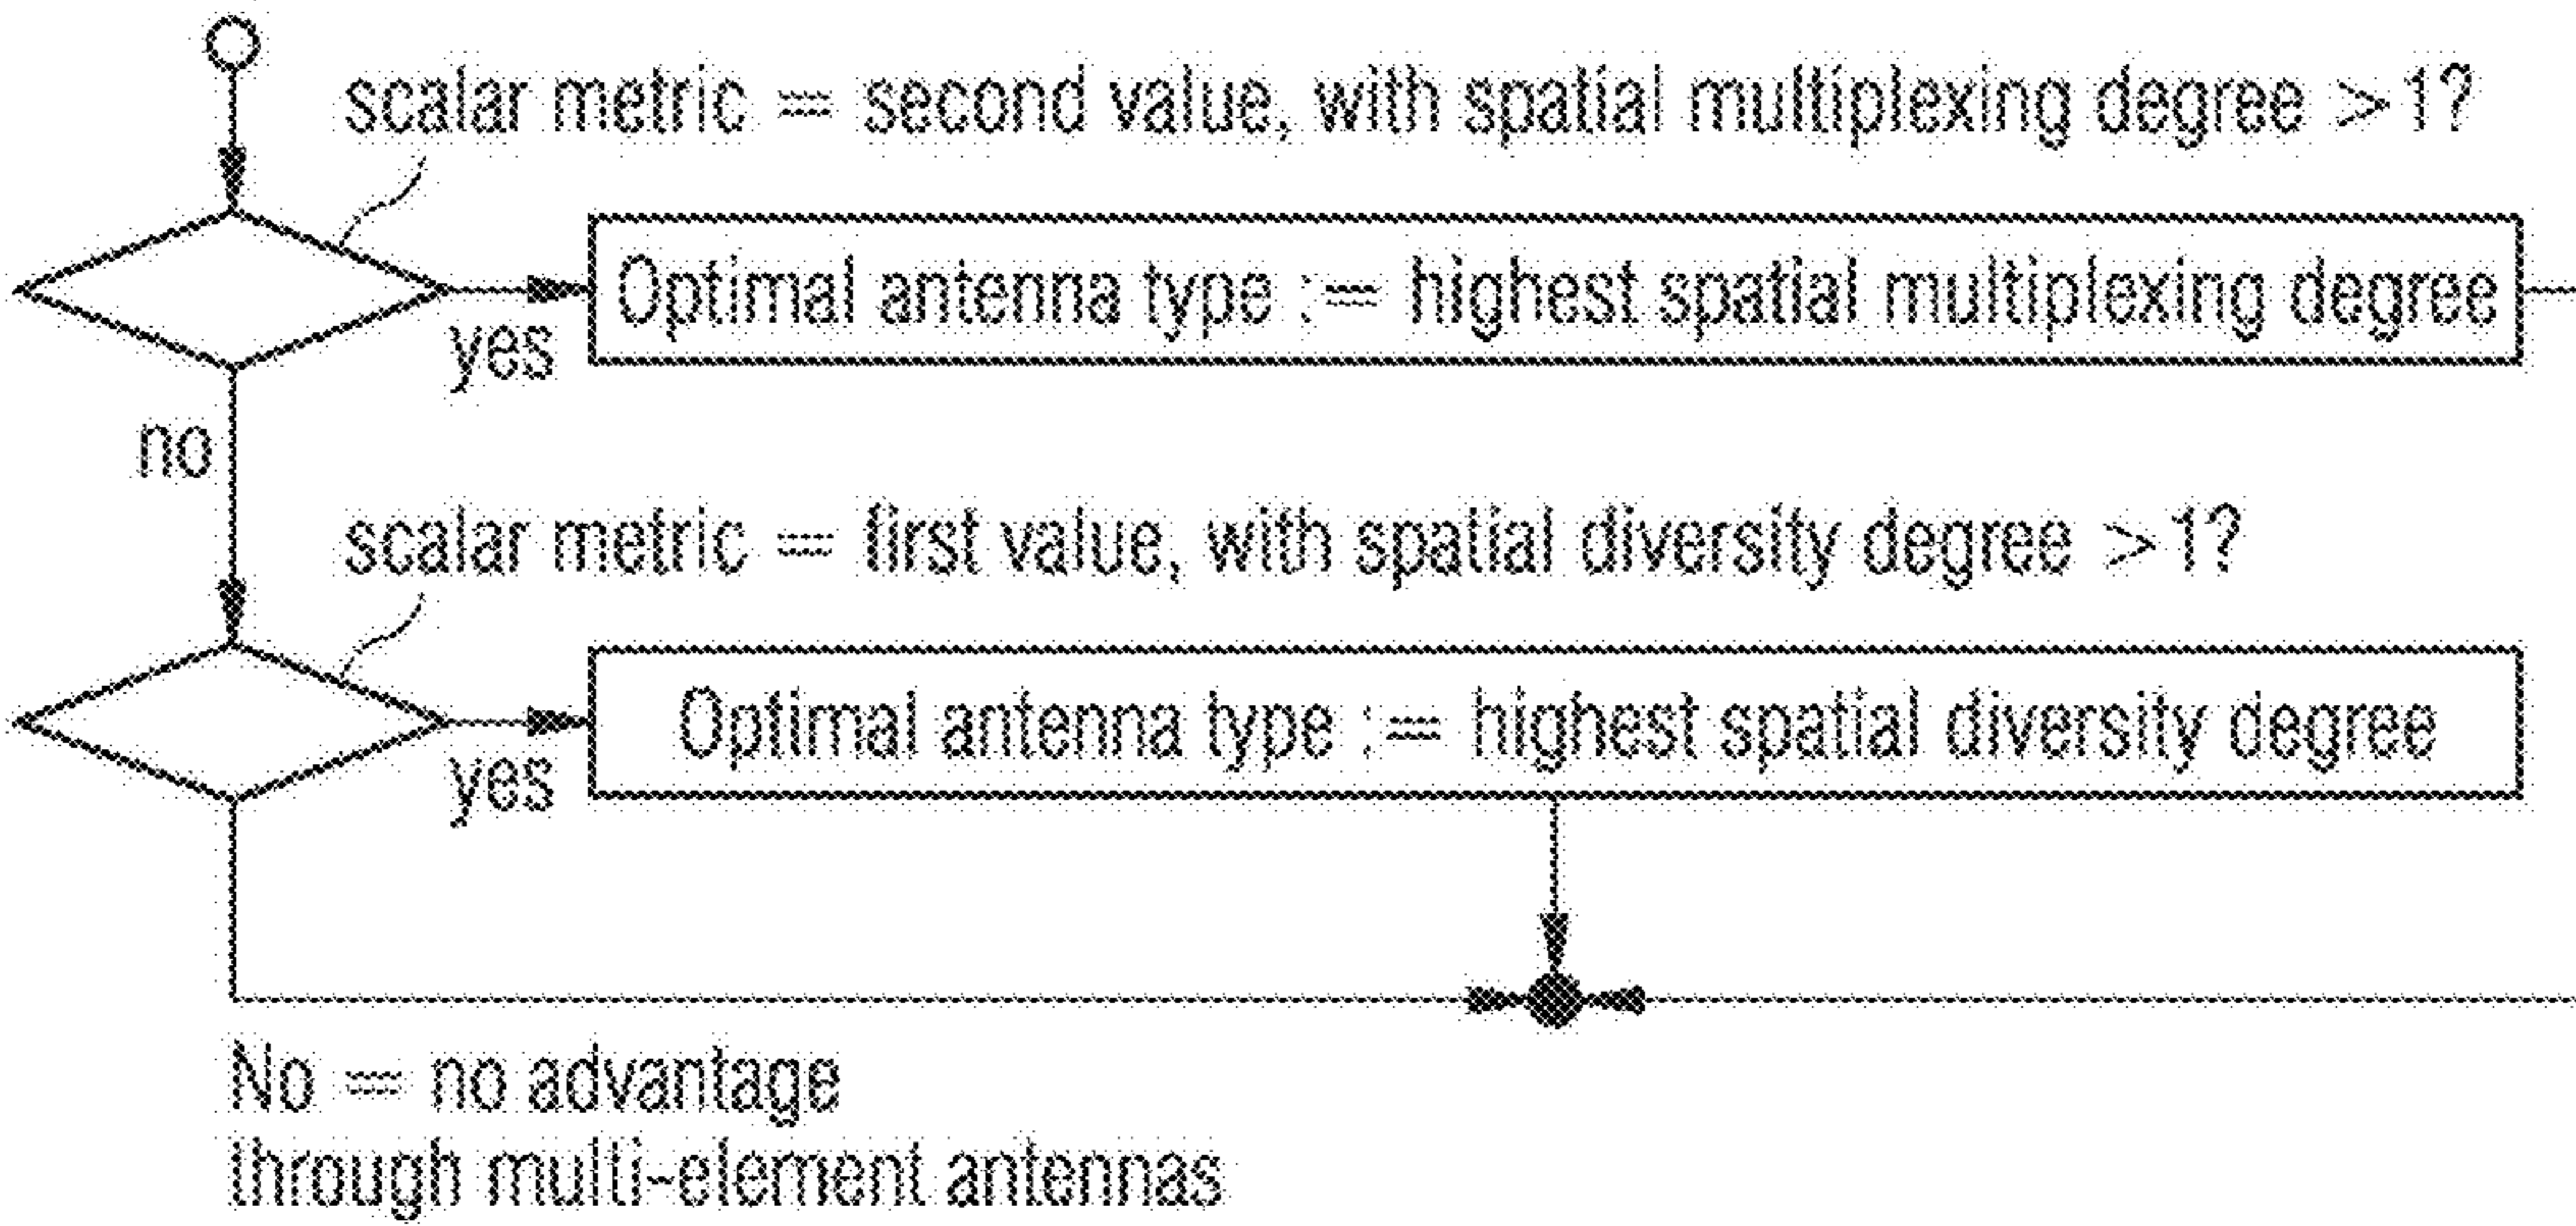 scalar metric = second value, with spatial multiplexing degree > 1?
Optimal antenna type := highest spatial multiplexing degree
yes
no
scalar metric = first value, with spatial diversity degree > 1?
Optimal antenna type := highest spatial diversity degree
yes
No = no advantage
through multi-element antennas